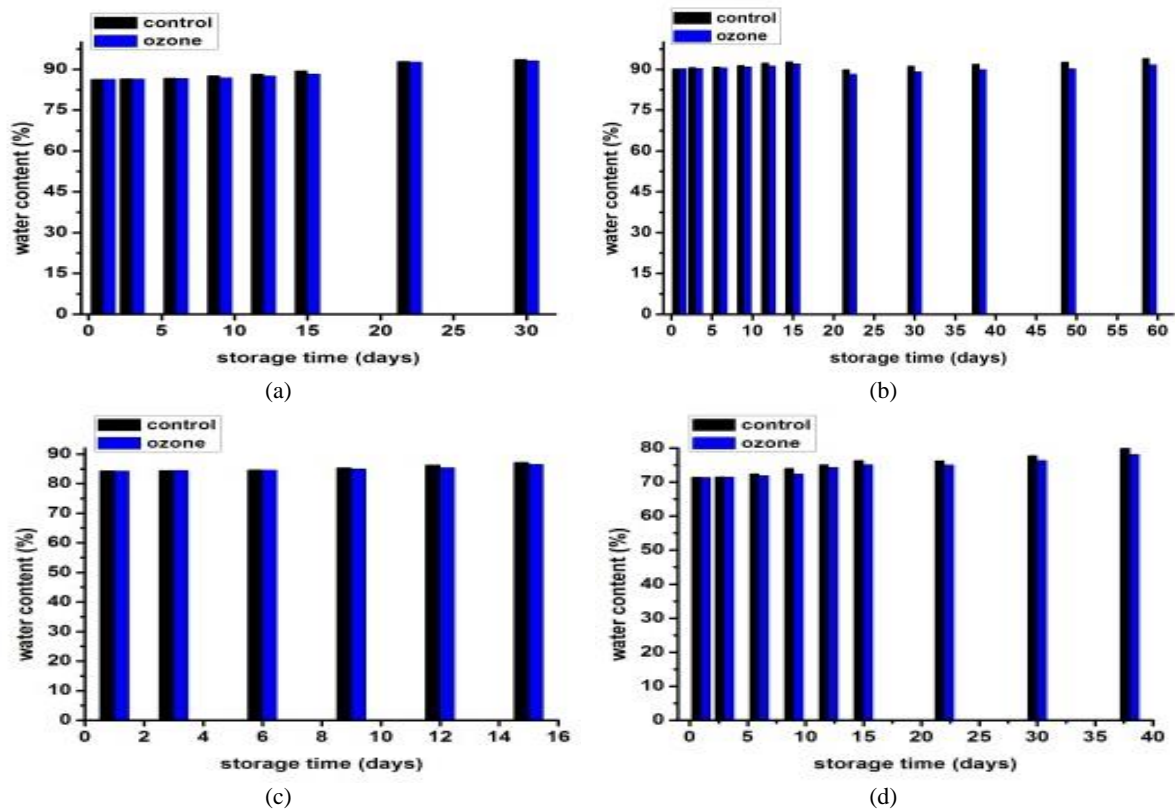 control
ozone
90
75
60
45
30
15
0
water content (%)
0 5 10 15 20 25 30
storage time (days)
(a)
control
ozone
90
75
60
45
30
15
0
water content (%)
0 5 10 15 20 25 30 35 40 45 50 55 60
storage time (days)
(b)
control
ozone
90
80
70
60
50
40
30
20
10
0
water content (%)
0 2 4 6 8 10 12 14 16
storage time (days)
(c)
control
ozone
80
70
60
50
40
30
20
10
0
water content (%)
0 5 10 15 20 25 30 35 40
storage time (days)
(d)